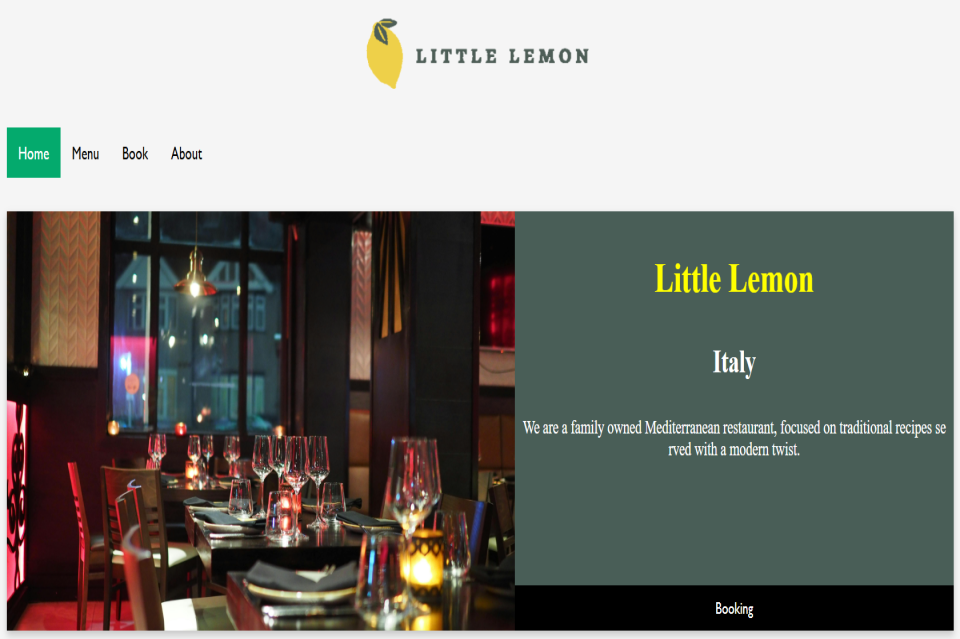 LITTLE LEMON
Home Menu Book About
Little Lemon
Italy
We are a family owned Mediterranean restaurant, focused on traditional recipes se
rved with a modern twist.
Booking